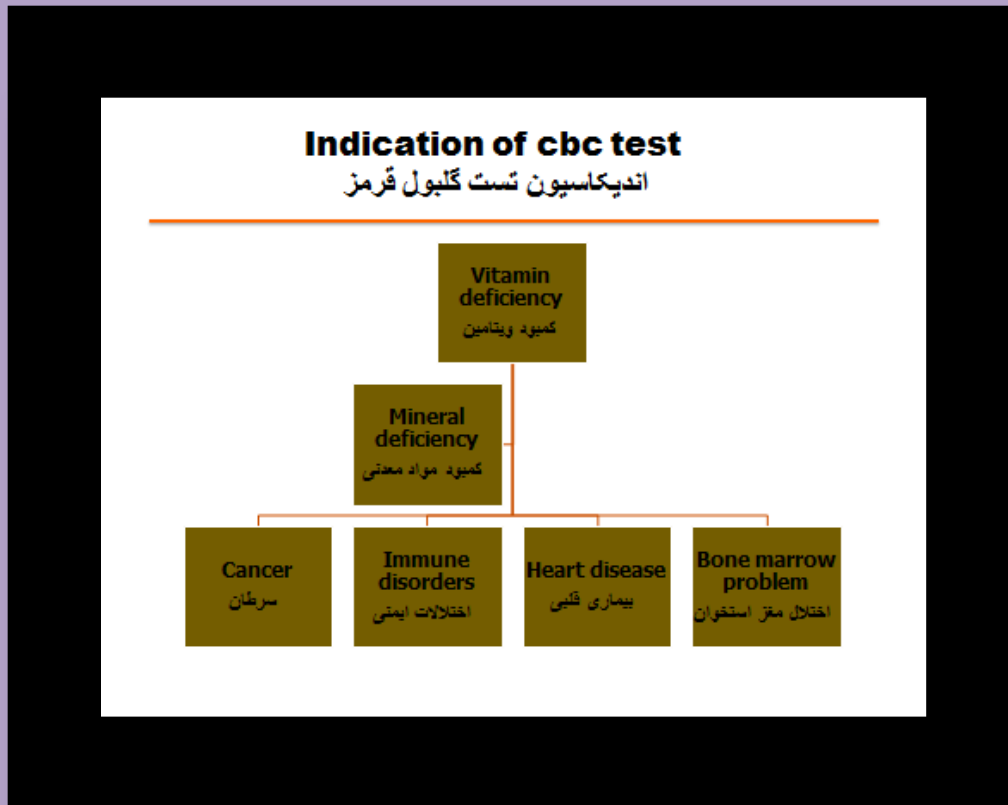 Indication of cbc test
اندیکاسیون تست گلبول قرمز
Vitamin
deficiency
کمبود ویتامین
Mineral
deficiency
کمبود مواد معدنی
Cancer
سرطان
Immune
disorders
اختلالات ایمنی
Heart disease
بیماری قلبی
Bone marrow
problem
اختلال مغز استخوان